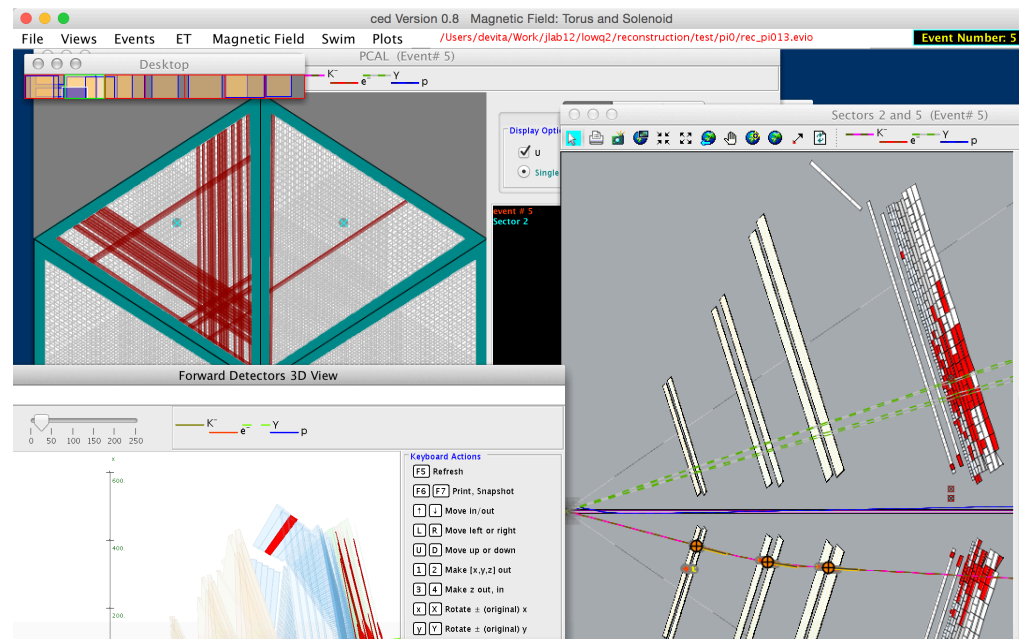 ced Version 0.8 Magnetic Field: Torus and Solenoid
File Views Events ET Magnetic Field Swim Plots /Users/devita/Work/jlab12/lowq2/reconstruction/test/pi0/rec_pi013.evio Event Number: 5
PCAL (Event# 5)
Desktop
K⁻ e⁻ γ p
Display Opti
U
Single
event # 5
Sector 2
Sectors 2 and 5 (Event# 5)
K⁻ e⁻ γ p
Forward Detectors 3D View
0 50 100 150 200 250
K⁻ e⁻ γ p
x
600
400
200
Keyboard Actions
F5 Refresh
F6 F7 Print, Snapshot
↑ ↓ Move in/out
L R Move left or right
U D Move up or down
1 2 Make [x,y,z] out
3 4 Make z out, in
x X Rotate ± (original) x
y Y Rotate ± (original) y